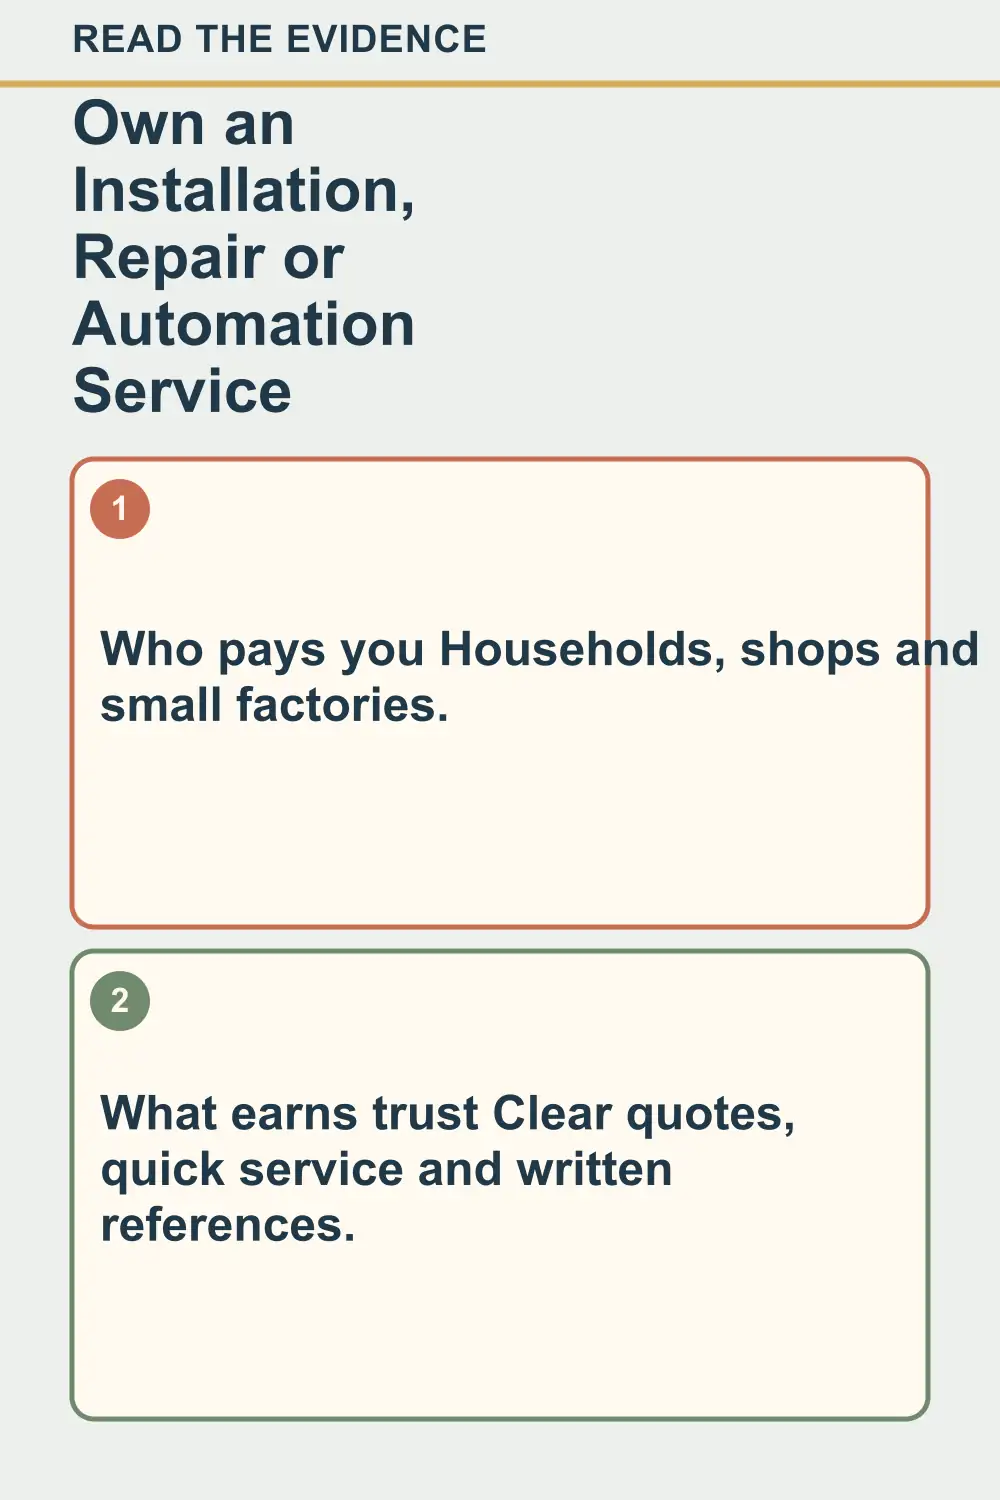 READ THE EVIDENCE
Own an
Installation,
Repair or
Automation
Service
1
Who pays you Households, shops and
small factories.
2
What earns trust Clear quotes,
quick service and written
references.